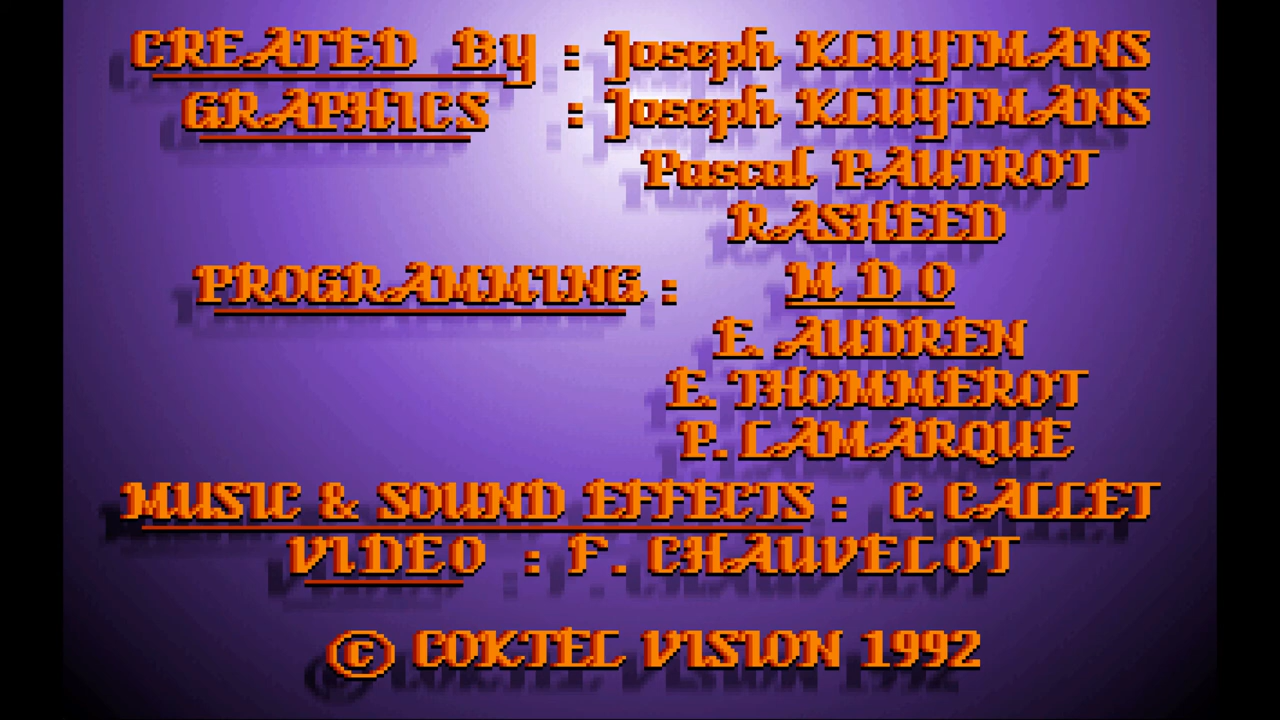 CREATED By : Joseph KLUYTMANS
GRAPHICS : Joseph KLUYTMANS
Pascal PAUTROT
RASHEED
PROGRAMMING : M D O
E. AUDREN
E. THOMMEROT
P. LAMARQUE
MUSIC & SOUND EFFECTS : C. CALLET
VIDEO : F. CHAUVELOT
© COKTEL VISION 1992